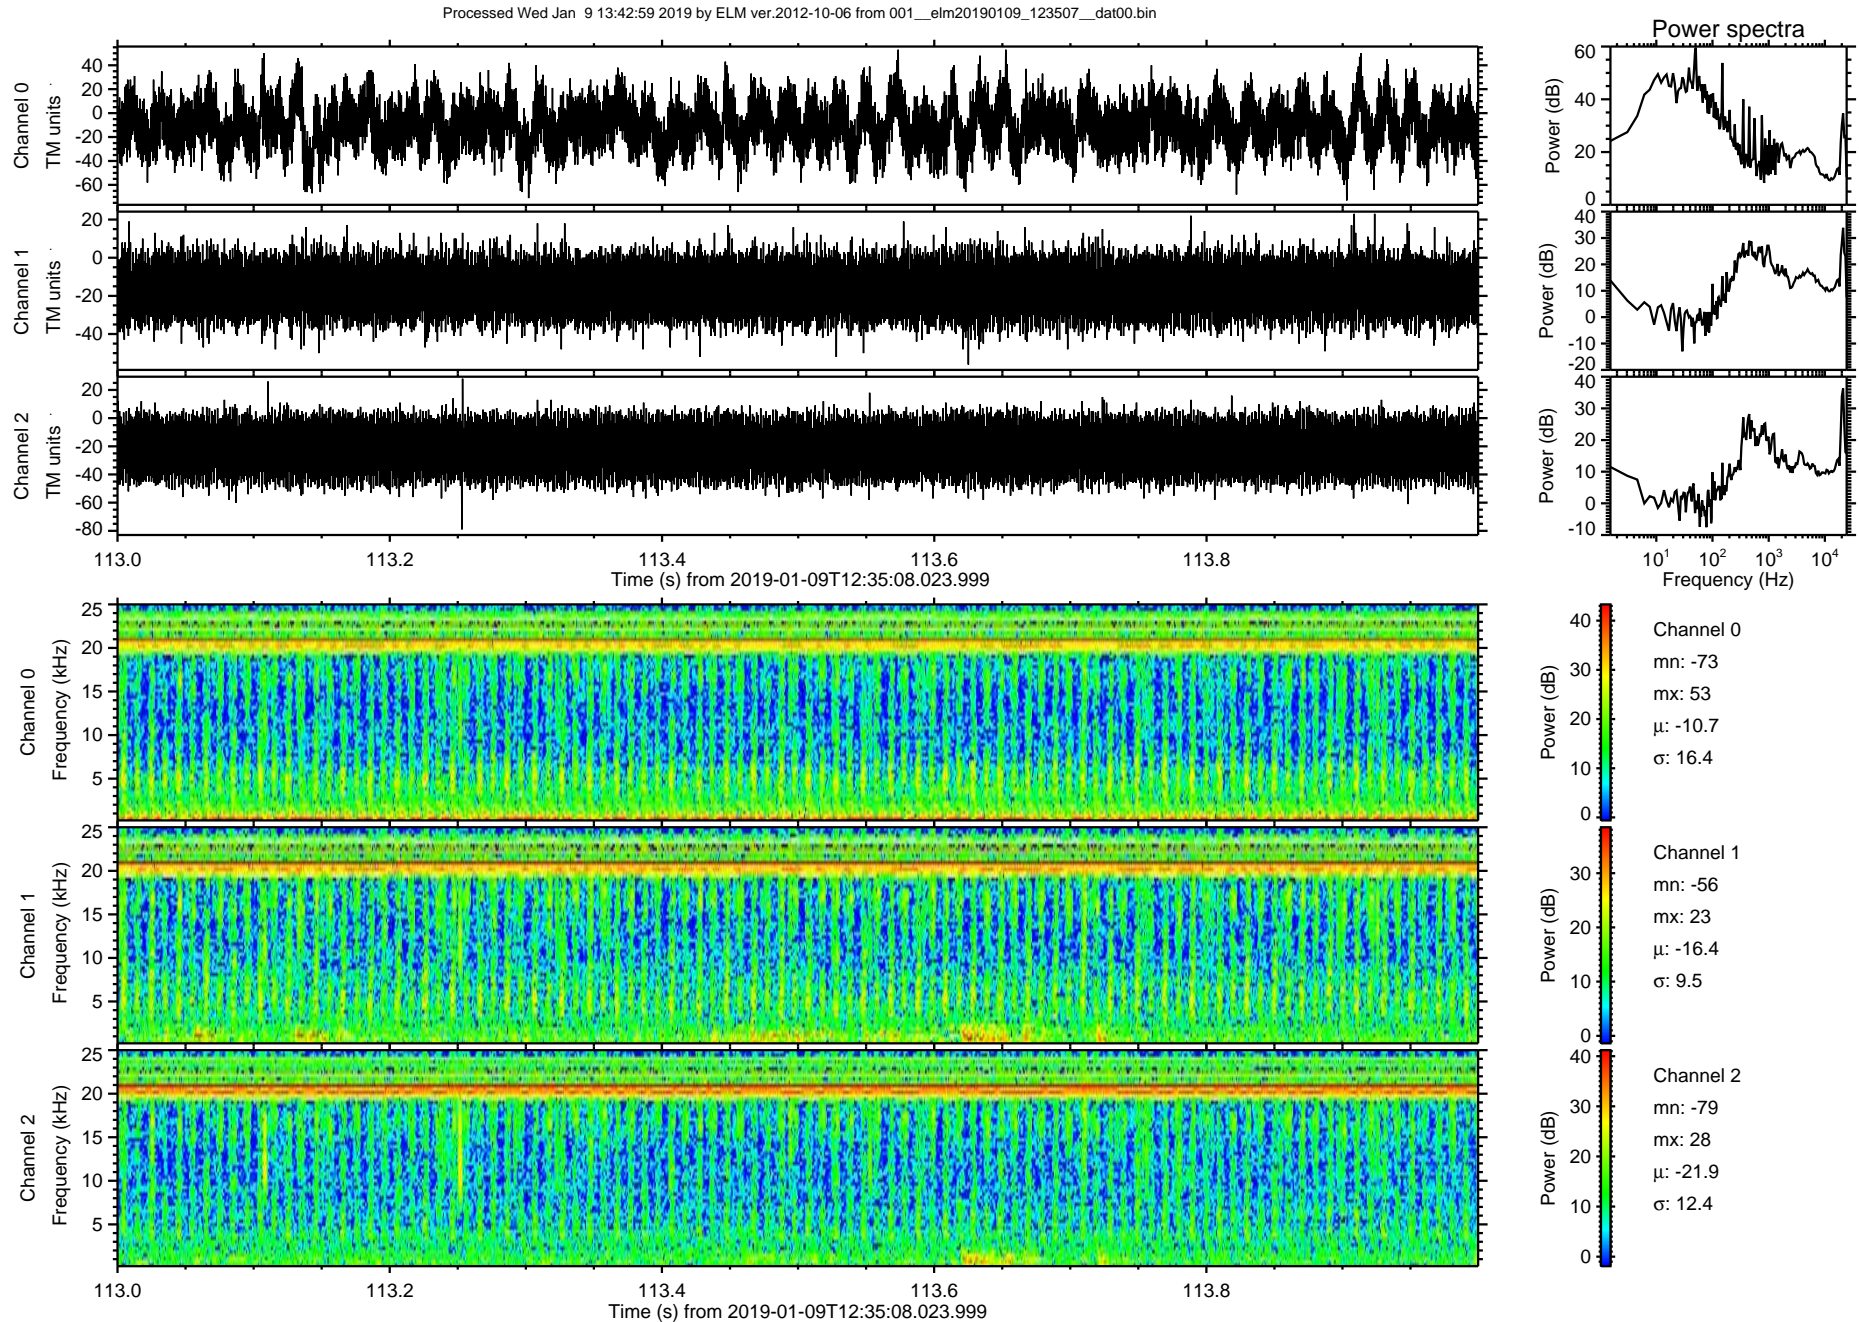 Processed Wed Jan  9 13:42:59 2019 by ELM ver.2012-10-06 from 001__elm20190109_123507__dat00.bin
Power spectra
Channel 0
TM units
40
20
0
-20
-40
-60
Power (dB)
60
40
20
0
Channel 1
TM units
20
0
-20
-40
Power (dB)
40
30
20
10
0
-10
-20
Channel 2
TM units
20
0
-20
-40
-60
-80
Power (dB)
40
30
20
10
0
-10
113.0 113.2 113.4 113.6 113.8
Time (s) from 2019-01-09T12:35:08.023.999
10¹ 10² 10³ 10⁴
Frequency (Hz)
Channel 0
Frequency (kHz)
25
20
15
10
5
Power (dB)
40
30
20
10
0
Channel 0
mn: -73
mx: 53
μ: -10.7
σ: 16.4
Channel 1
Frequency (kHz)
25
20
15
10
5
Power (dB)
30
20
10
0
Channel 1
mn: -56
mx: 23
μ: -16.4
σ: 9.5
Channel 2
Frequency (kHz)
25
20
15
10
5
Power (dB)
40
30
20
10
0
Channel 2
mn: -79
mx: 28
μ: -21.9
σ: 12.4
113.0 113.2 113.4 113.6 113.8
Time (s) from 2019-01-09T12:35:08.023.999